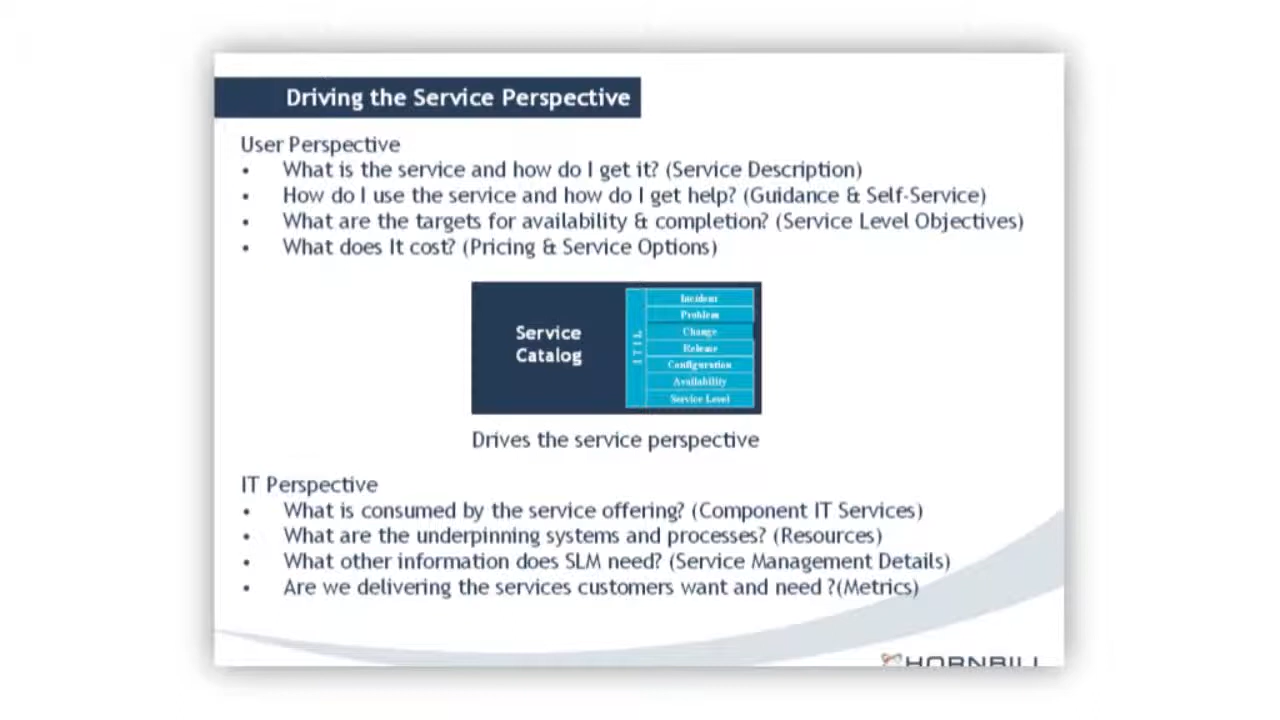 Driving the Service Perspective
User Perspective
• What is the service and how do I get it? (Service Description)
• How do I use the service and how do I get help? (Guidance & Self-Service)
• What are the targets for availability & completion? (Service Level Objectives)
• What does It cost? (Pricing & Service Options)
Service
Catalog
ITIL
Incident
Problem
Change
Release
Configuration
Availability
Service Level
Drives the service perspective
IT Perspective
• What is consumed by the service offering? (Component IT Services)
• What are the underpinning systems and processes? (Resources)
• What other information does SLM need? (Service Management Details)
• Are we delivering the services customers want and need ?(Metrics)
HORNBILL